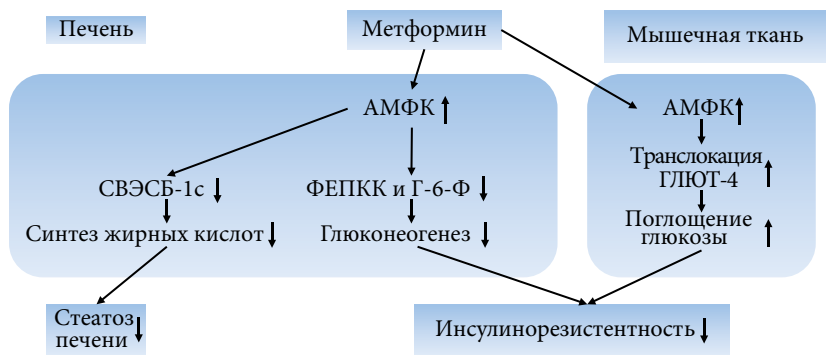 Печень
Метформин
Мышечная ткань
АМФК
АМФК
Транслокация
ГЛЮТ-4
СВЭСБ-1с
ФЕПКК и Г-6-Ф
Поглощение
глюкозы
Синтез жирных кислот
Глюконеогенез
Стеатоз
печени
Инсулинорезистентность